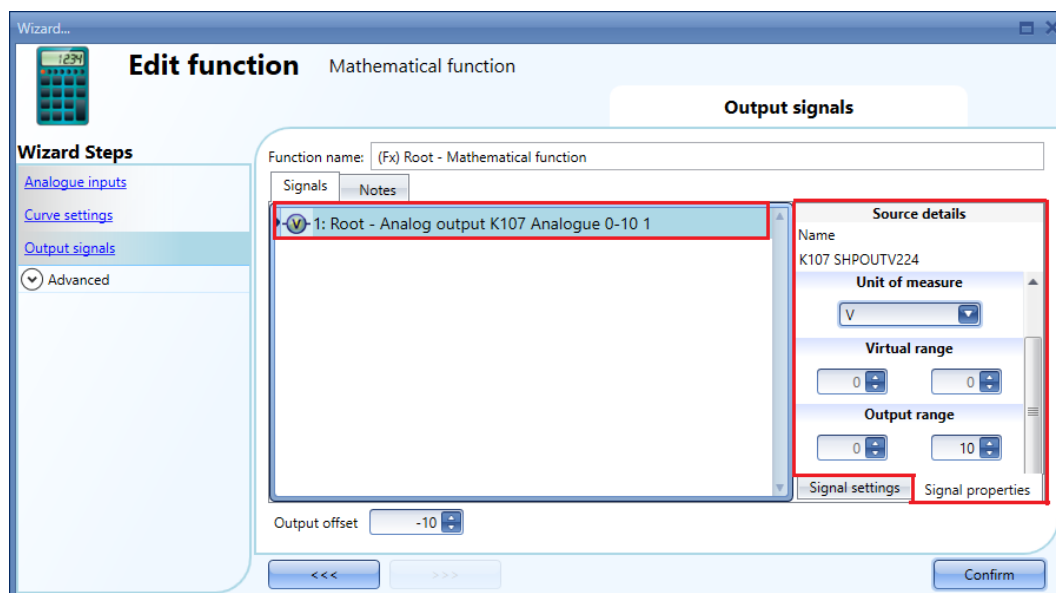 Wizard...
1234
Edit function
Mathematical function
Output signals
Wizard Steps
Analogue inputs
Curve settings
Output signals
Advanced
Function name: (Fx) Root - Mathematical function
Signals
Notes
V 1: Root - Analog output K107 Analogue 0-10 1
Source details
Name
K107 SHPOUTV224
Unit of measure
V
Virtual range
0 0
Output range
0 10
Signal settings
Signal properties
Output offset -10
<<<
>>>
Confirm